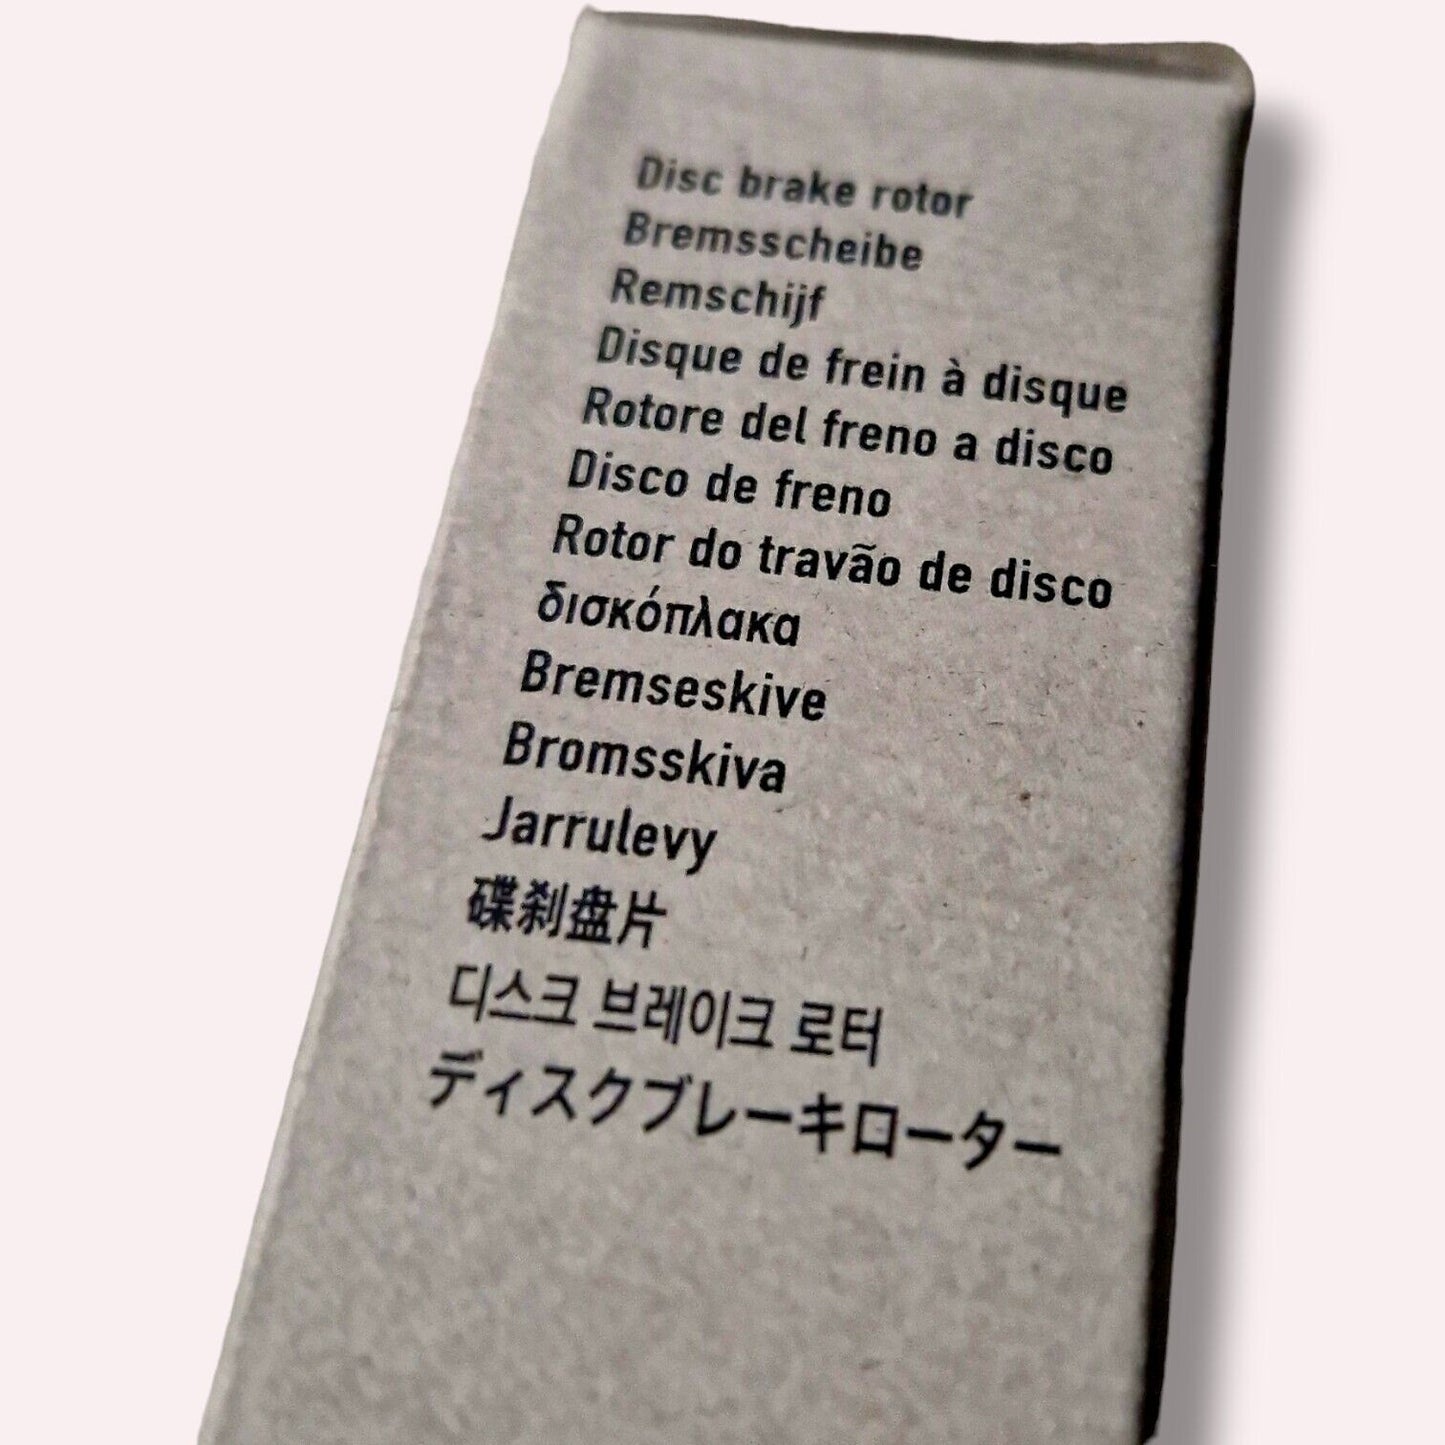 Disc brake rotor
Bremsscheibe
Remschijf
Disque de frein à disque
Rotore del freno a disco
Disco de freno
Rotor do travão de disco
δισκόπλακα
Bremseskive
Bromsskiva
Jarrulevy
碟刹盘片
디스크 브레이크 로터
ディスクブレーキローター